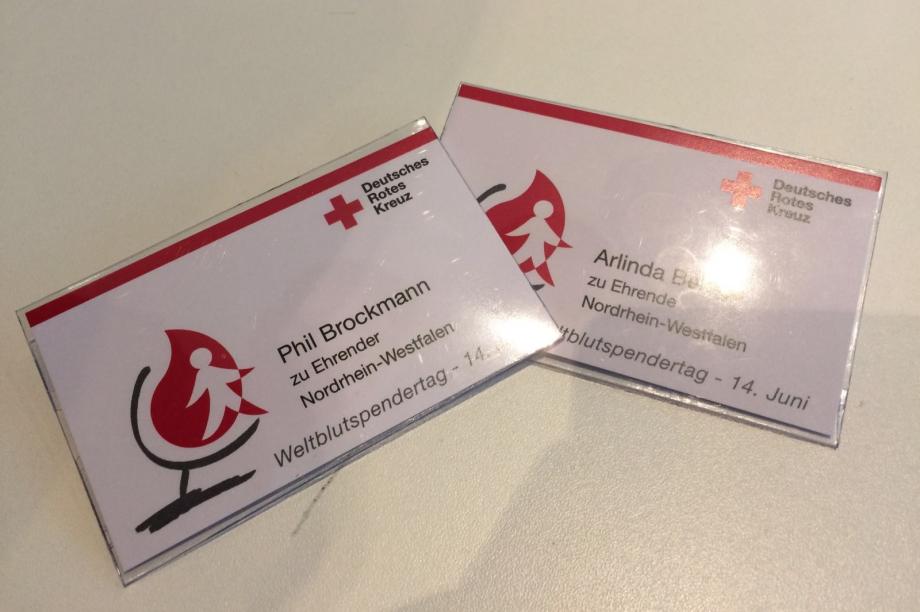 Deutsches
Rotes
Kreuz
Phil Brockmann
zu Ehrender
Nordrhein-Westfalen
Weltblutspendertag - 14.
Deutsches
Rotes
Kreuz
Arlinda
zu Ehrende
Nordrhein-Westfalen
- 14. Juni